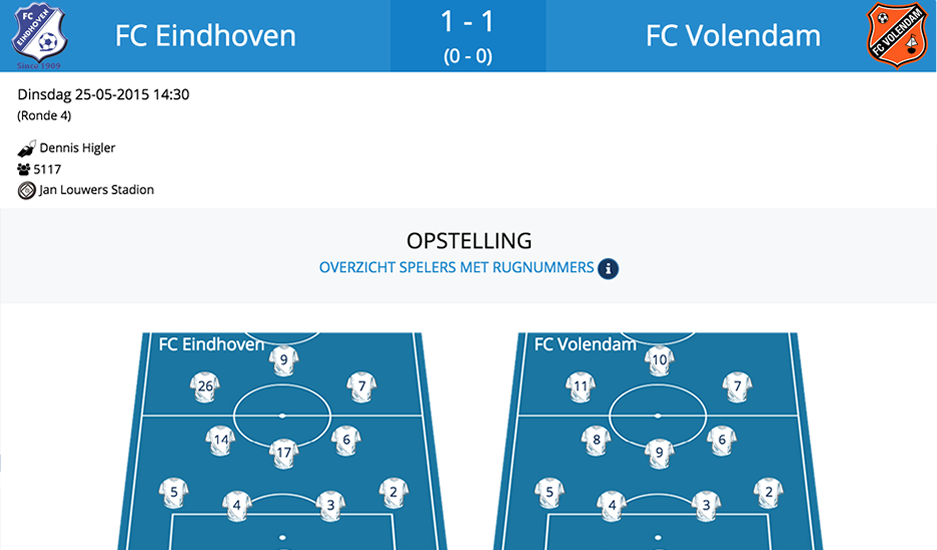 FC
EINDHOVEN
Since 1909
FC Eindhoven
1 - 1
(0 - 0)
FC Volendam
FC VOLENDAM
Dinsdag 25-05-2015 14:30
(Ronde 4)
Dennis Higler
5117
Jan Louwers Stadion
OPSTELLING
OVERZICHT SPELERS MET RUGNUMMERS i
FC Eindhoven
9
26
7
14
17
6
5
4
3
2
FC Volendam
10
11
7
8
9
6
5
4
3
2